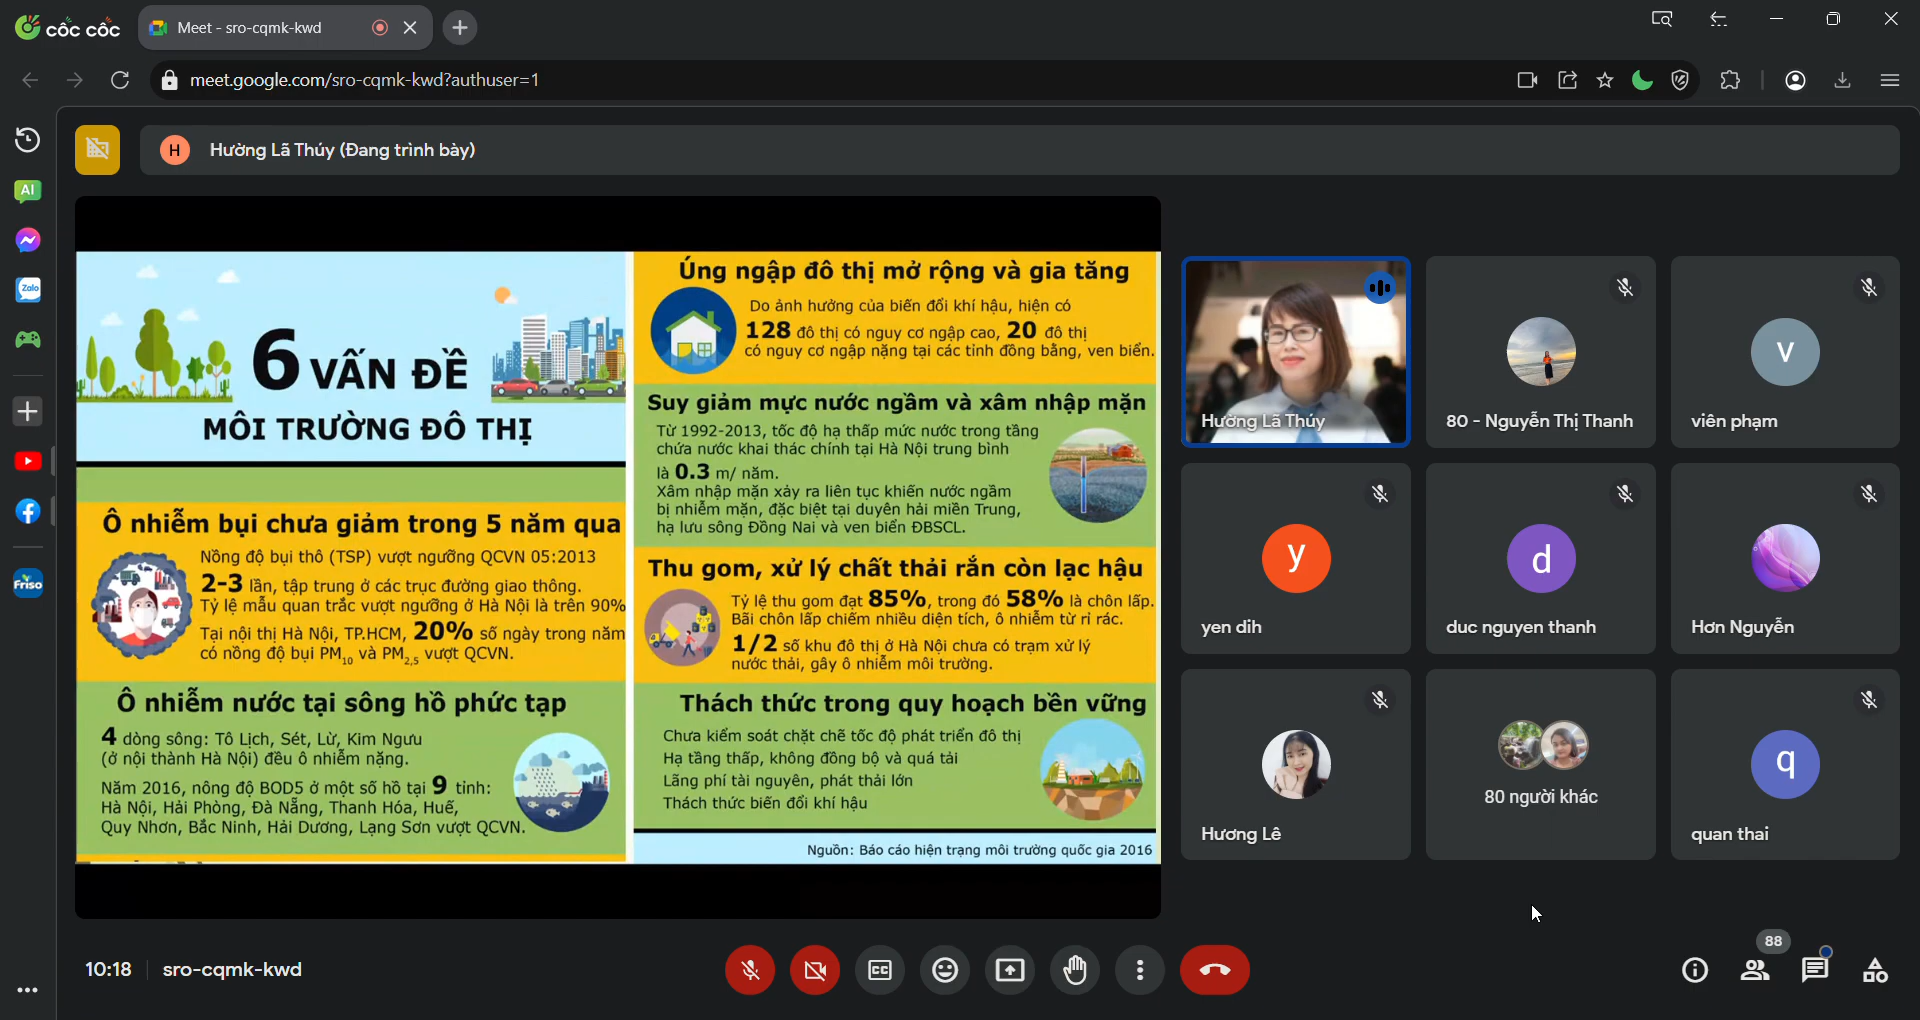 cốc cốc
Meet - sro-cqmk-kwd
meet.google.com/sro-cqmk-kwd?authuser=1
AI
Zalo
Friso
H
Hường Lã Thúy (Đang trình bày)
6 VẤN ĐỀ
MÔI TRƯỜNG ĐÔ THỊ
Ô nhiễm bụi chưa giảm trong 5 năm qua
Nồng độ bụi thô (TSP) vượt ngưỡng QCVN 05:2013
2-3 lần, tập trung ở các trục đường giao thông.
Tỷ lệ mẫu quan trắc vượt ngưỡng ở Hà Nội là trên 90%
Tại nội thị Hà Nội, TP.HCM, 20% số ngày trong năm
có nồng độ bụi PM10 và PM2,5 vượt QCVN.
Ô nhiễm nước tại sông hồ phức tạp
4 dòng sông: Tô Lịch, Sét, Lừ, Kim Ngưu
(ở nội thành Hà Nội) đều ô nhiễm nặng.
Năm 2016, nông độ BOD5 ở một số hồ tại 9 tỉnh:
Hà Nội, Hải Phòng, Đà Nẵng, Thanh Hóa, Huế,
Quy Nhơn, Bắc Ninh, Hải Dương, Lạng Sơn vượt QCVN.
Úng ngập đô thị mở rộng và gia tăng
Do ảnh hưởng của biến đổi khí hậu, hiện có
128 đô thị có nguy cơ ngập cao, 20 đô thị
có nguy cơ ngập nặng tại các tỉnh đồng bằng, ven biển.
Suy giảm mực nước ngầm và xâm nhập mặn
Từ 1992-2013, tốc độ hạ thấp mức nước trong tầng
chứa nước khai thác chính tại Hà Nội trung bình
là 0.3 m/ năm.
Xâm nhập mặn xảy ra liên tục khiến nước ngầm
bị nhiễm mặn, đặc biệt tại duyên hải miền Trung,
hạ lưu sông Đồng Nai và ven biển ĐBSCL.
Thu gom, xử lý chất thải rắn còn lạc hậu
Tỷ lệ thu gom đạt 85%, trong đó 58% là chôn lấp.
Bãi chôn lấp chiếm nhiều diện tích, ô nhiễm từ rỉ rác.
1/2 số khu đô thị ở Hà Nội chưa có trạm xử lý
nước thải, gây ô nhiễm môi trường.
Thách thức trong quy hoạch bền vững
Chưa kiểm soát chặt chẽ tốc độ phát triển đô thị
Hạ tầng thấp, không đồng bộ và quá tải
Lãng phí tài nguyên, phát thải lớn
Thách thức biến đổi khí hậu
Nguồn: Báo cáo hiện trạng môi trường quốc gia 2016
Hường Lã Thúy
80 - Nguyễn Thị Thanh
v
viên phạm
y
yen dih
d
duc nguyen thanh
Hơn Nguyễn
Hương Lê
80 người khác
q
quan thai
10:18
sro-cqmk-kwd
88